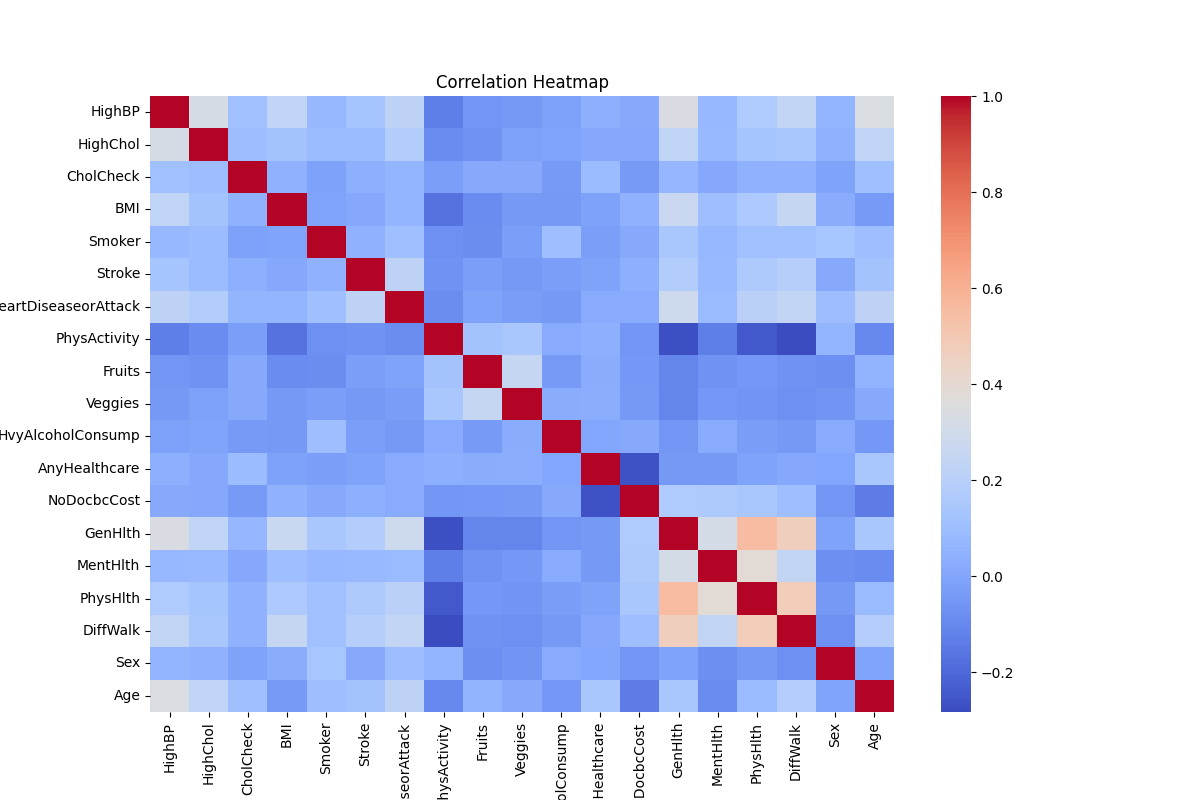 Correlation Heatmap
HighBP
HighChol
CholCheck
BMI
Smoker
Stroke
eartDiseaseorAttack
PhysActivity
Fruits
Veggies
HvyAlcoholConsump
AnyHealthcare
NoDocbcCost
GenHlth
MentHlth
PhysHlth
DiffWalk
Sex
Age
1.0
0.8
0.6
0.4
0.2
0.0
−0.2
HighBP
HighChol
CholCheck
BMI
Smoker
Stroke
seorAttack
hysActivity
Fruits
Veggies
olConsump
Healthcare
DocbcCost
GenHlth
MentHlth
PhysHlth
DiffWalk
Sex
Age